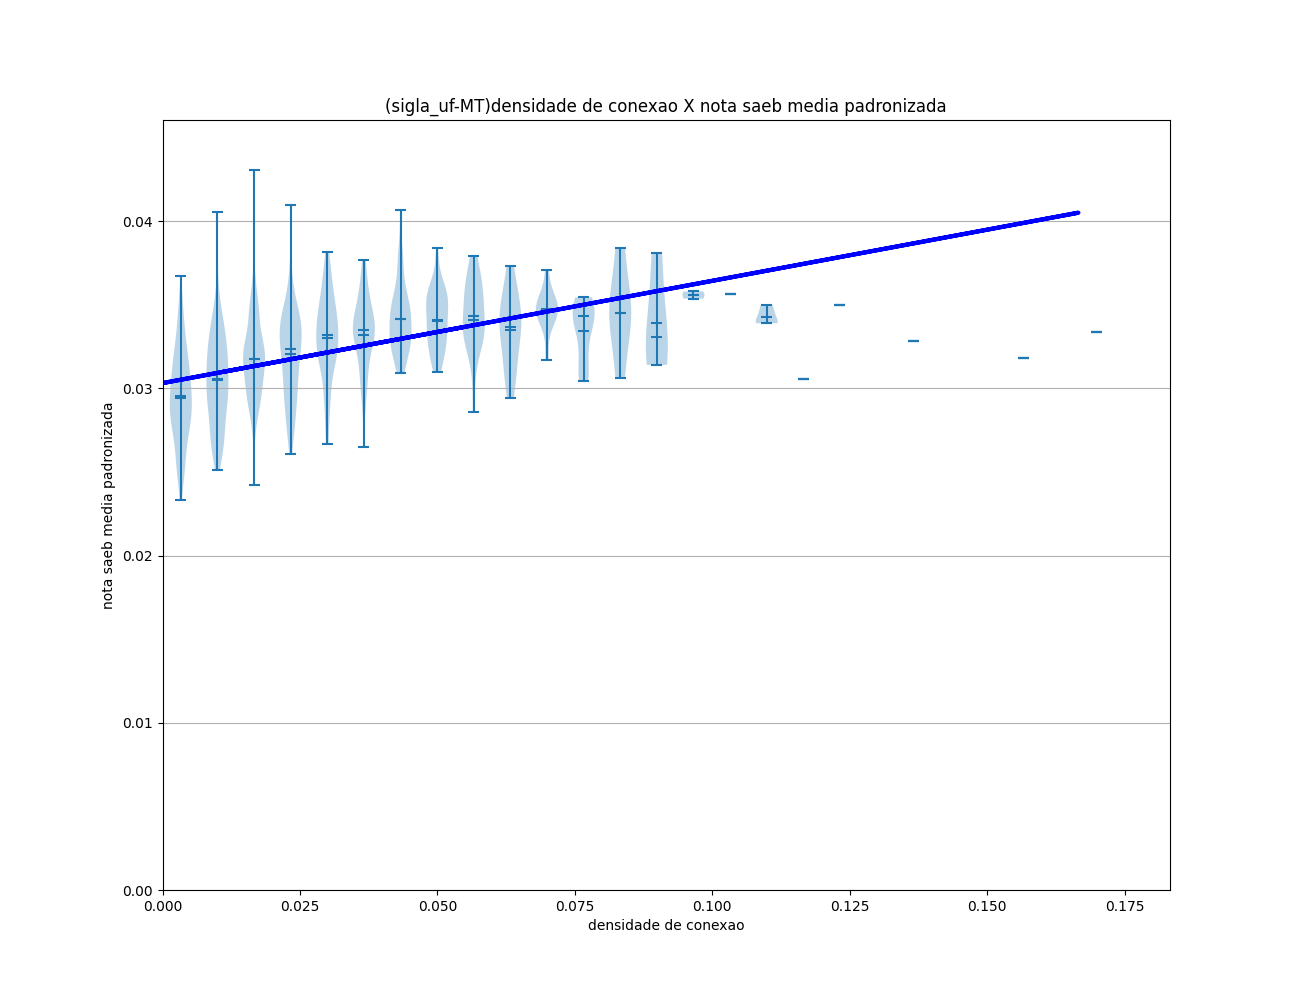 (sigla_uf-MT)densidade de conexao X nota saeb media padronizada
nota saeb media padronizada
0.04
0.03
0.02
0.01
0.00
0.000 0.025 0.050 0.075 0.100 0.125 0.150 0.175
densidade de conexao